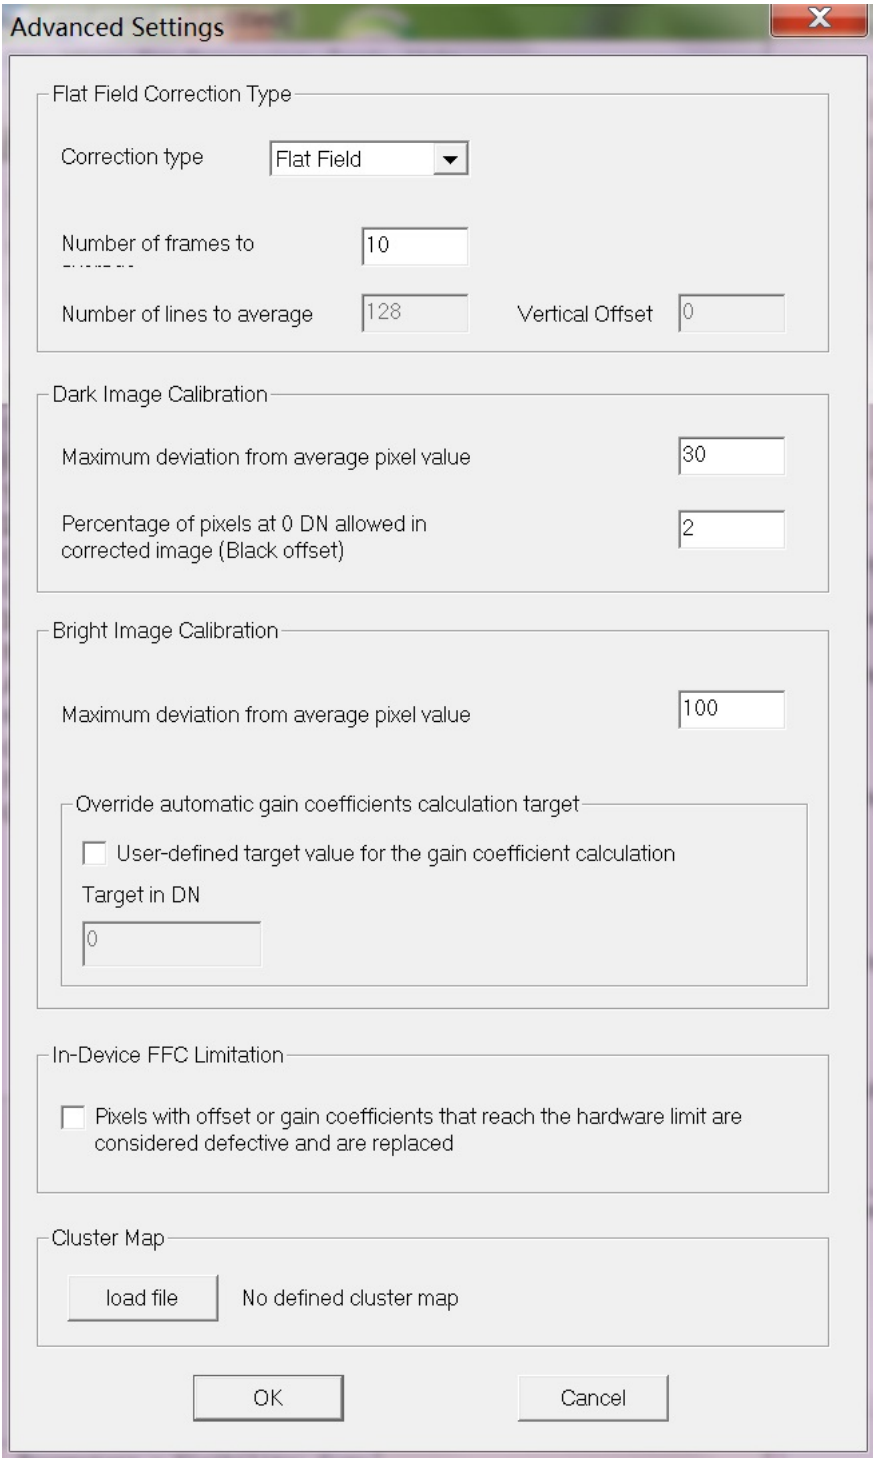 Advanced Settings
Flat Field Correction Type
Correction type
Flat Field
Number of frames to
10
Number of lines to average
128
Vertical Offset
0
Dark Image Calibration
Maximum deviation from average pixel value
30
Percentage of pixels at 0 DN allowed in
corrected image (Black offset)
2
Bright Image Calibration
Maximum deviation from average pixel value
100
Override automatic gain coefficients calculation target
User-defined target value for the gain coefficient calculation
Target in DN
0
In-Device FFC Limitation
Pixels with offset or gain coefficients that reach the hardware limit are
considered defective and are replaced
Cluster Map
load file
No defined cluster map
OK
Cancel